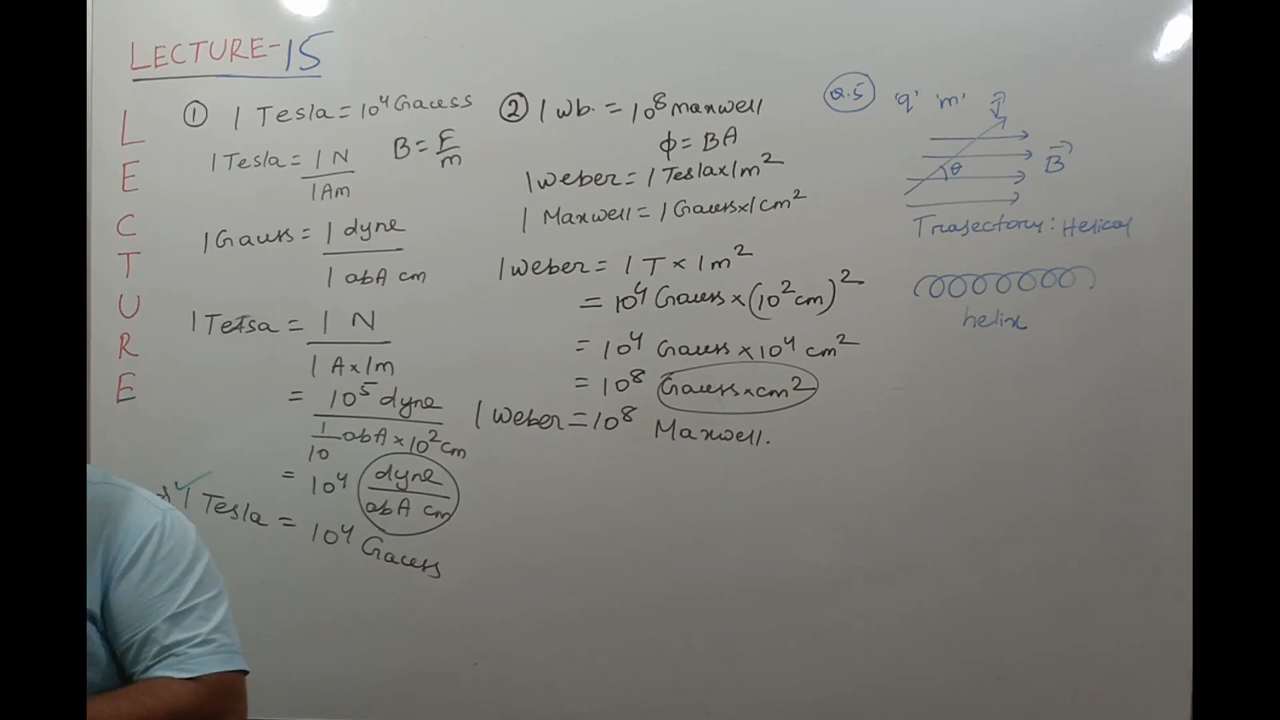 LECTURE-15
L
E
C
T
U
R
E
① 1 Tesla = 10⁴ Gauss
1 Tesla = 1 N / 1 Am B = F/m
1 Gauss = 1 dyne / 1 abA cm
1 Tetsa = 1 N / 1 A × 1m
= 10⁵ dyne / 1/10 abA × 10² cm
= 10⁴ dyne / abA cm
1 Tesla = 10⁴ Gauss
② 1 Wb. = 10⁸ maxwell
ϕ = BA
1 Weber = 1 Tesla × 1 m²
1 Maxwell = 1 Gauss × 1 cm²
1 Weber = 1 T × 1 m²
= 10⁴ Gauss × (10² cm)²
= 10⁴ Gauss × 10⁴ cm²
= 10⁸ Gauss × cm²
1 Weber = 10⁸ Maxwell.
Q.5 'q' 'm'
θ
B⃗
Trajectory: Helical
helix